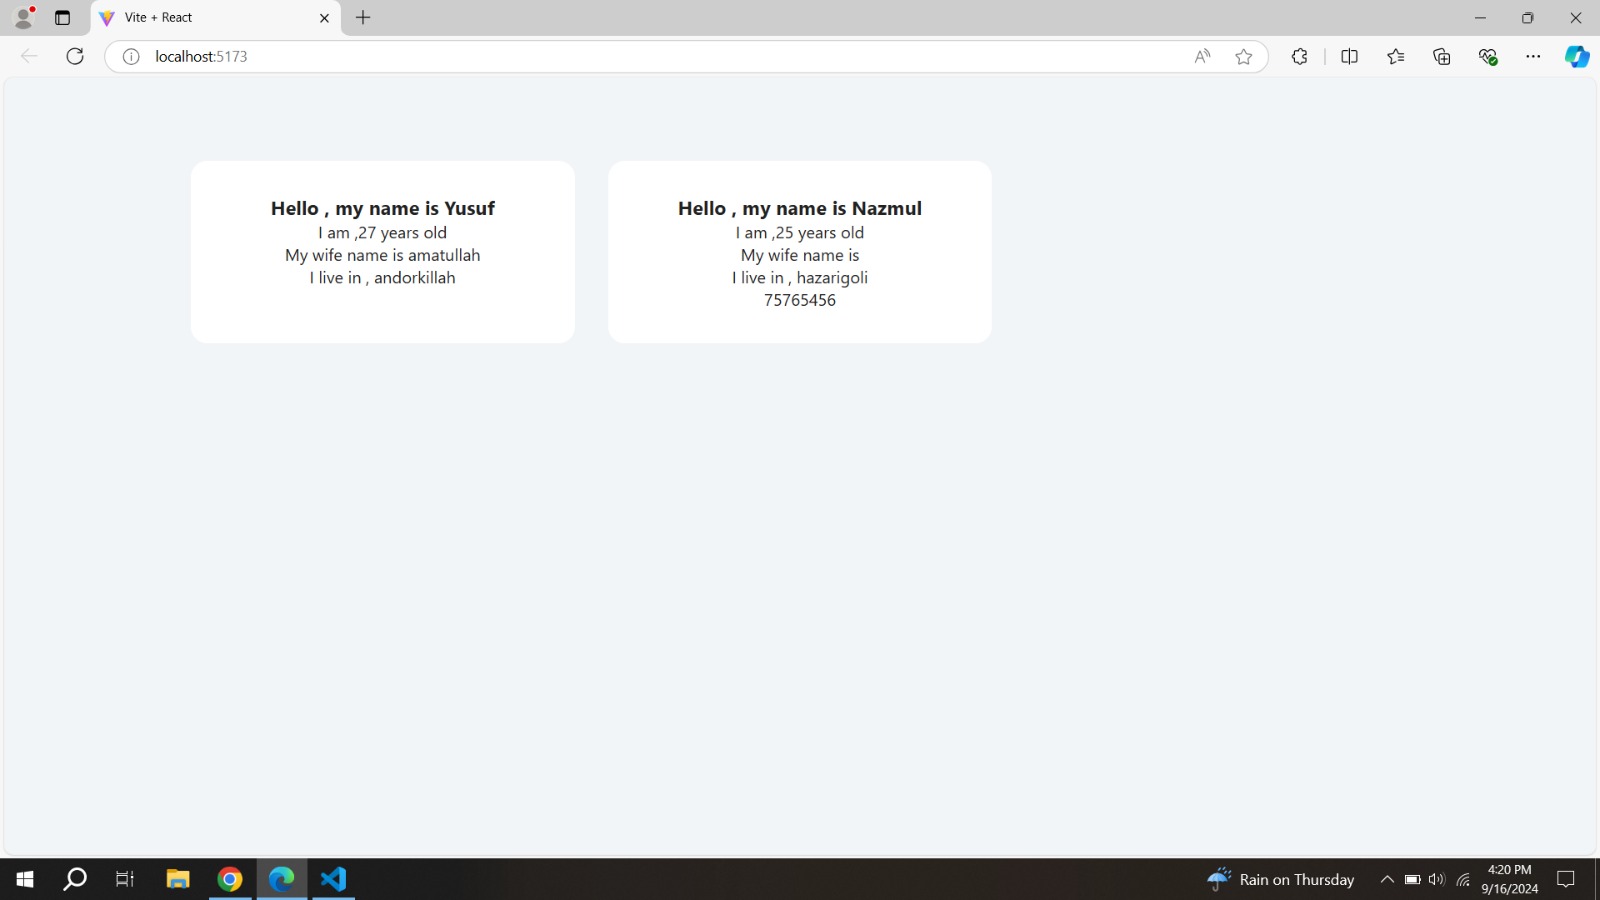 Vite + React
localhost:5173
Hello , my name is Yusuf
I am ,27 years old
My wife name is amatullah
I live in , andorkillah
Hello , my name is Nazmul
I am ,25 years old
My wife name is
I live in , hazarigoli
75765456
Rain on Thursday
4:20 PM
9/16/2024